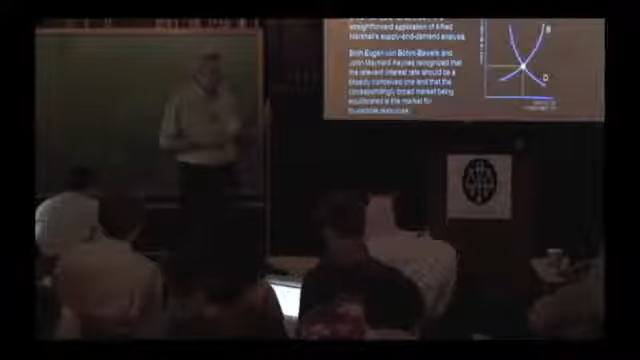 straightforward application of Alfred
Marshall's supply-and-demand analysis.
Both Eugen von Böhm-Bawerk and
John Maynard Keynes recognized that
the relevant interest rate should be a
broadly conceived one and that the
correspondingly broad market being
equilibrated is the market for
resources.
S
D